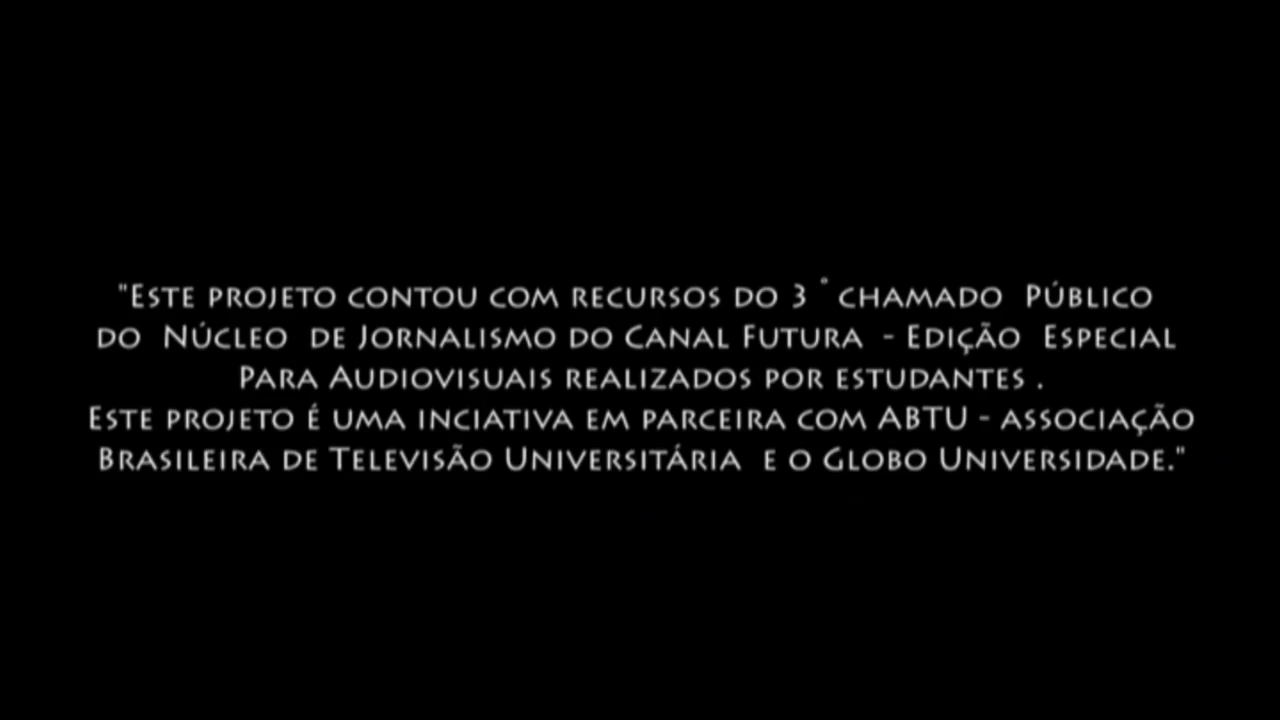 "Este projeto contou com recursos do 3° chamado Público
do Núcleo de Jornalismo do Canal Futura - Edição Especial
Para Audiovisuais realizados por estudantes .
Este projeto é uma inciativa em parceira com ABTU - associação
Brasileira de Televisão Universitária e o Globo Universidade."